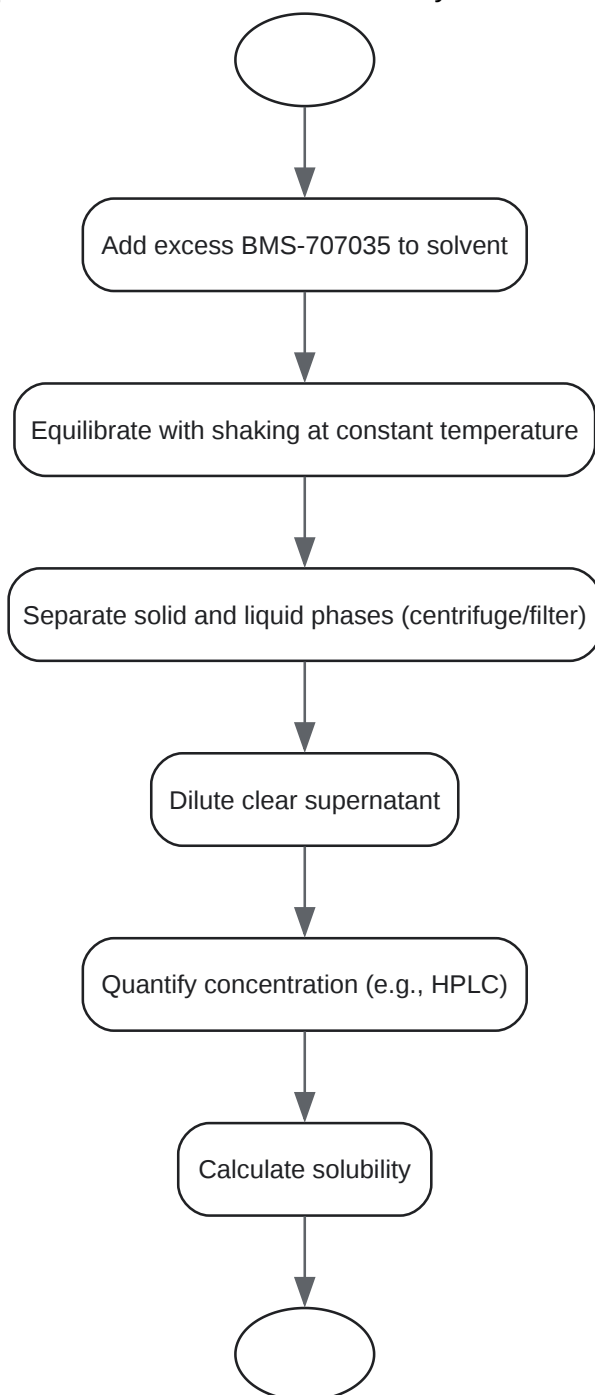 Add excess BMS-707035 to solvent
Equilibrate with shaking at constant temperature
Separate solid and liquid phases (centrifuge/filter)
Dilute clear supernatant
Quantify concentration (e.g., HPLC)
Calculate solubility